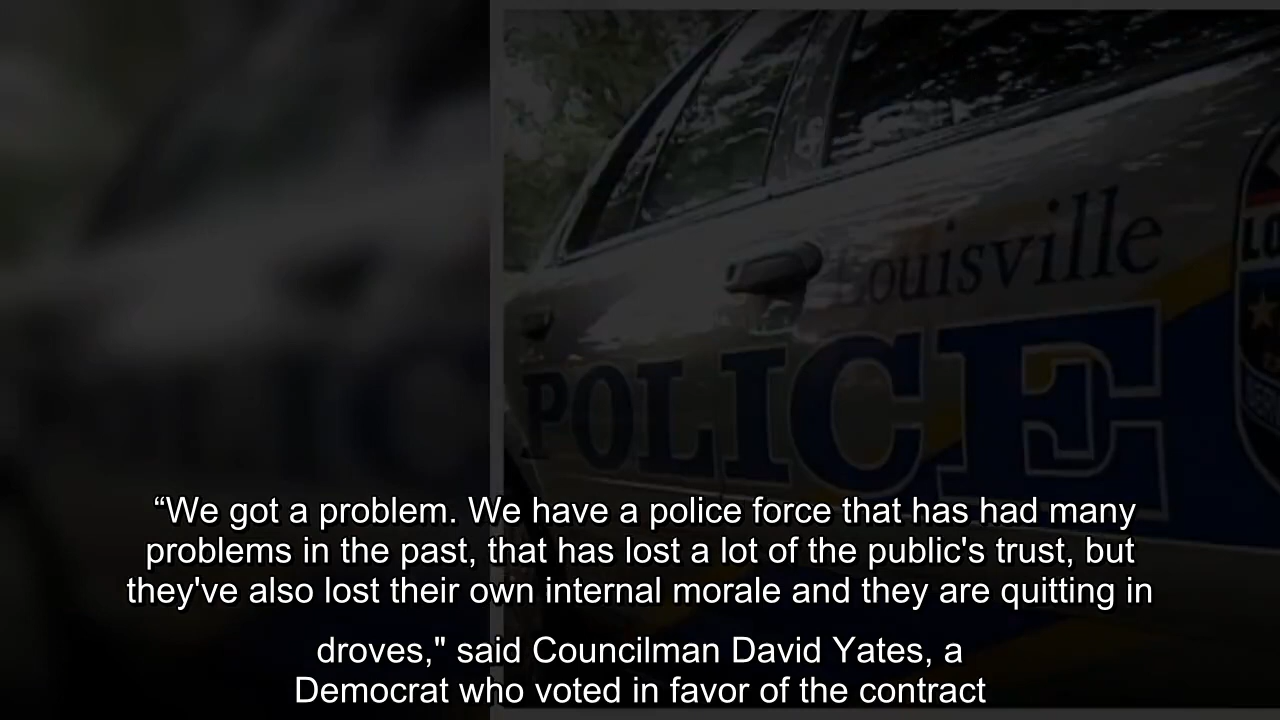 Louisville
POLICE
LO
“We got a problem. We have a police force that has had many
problems in the past, that has lost a lot of the public's trust, but
they've also lost their own internal morale and they are quitting in
droves," said Councilman David Yates, a
Democrat who voted in favor of the contract